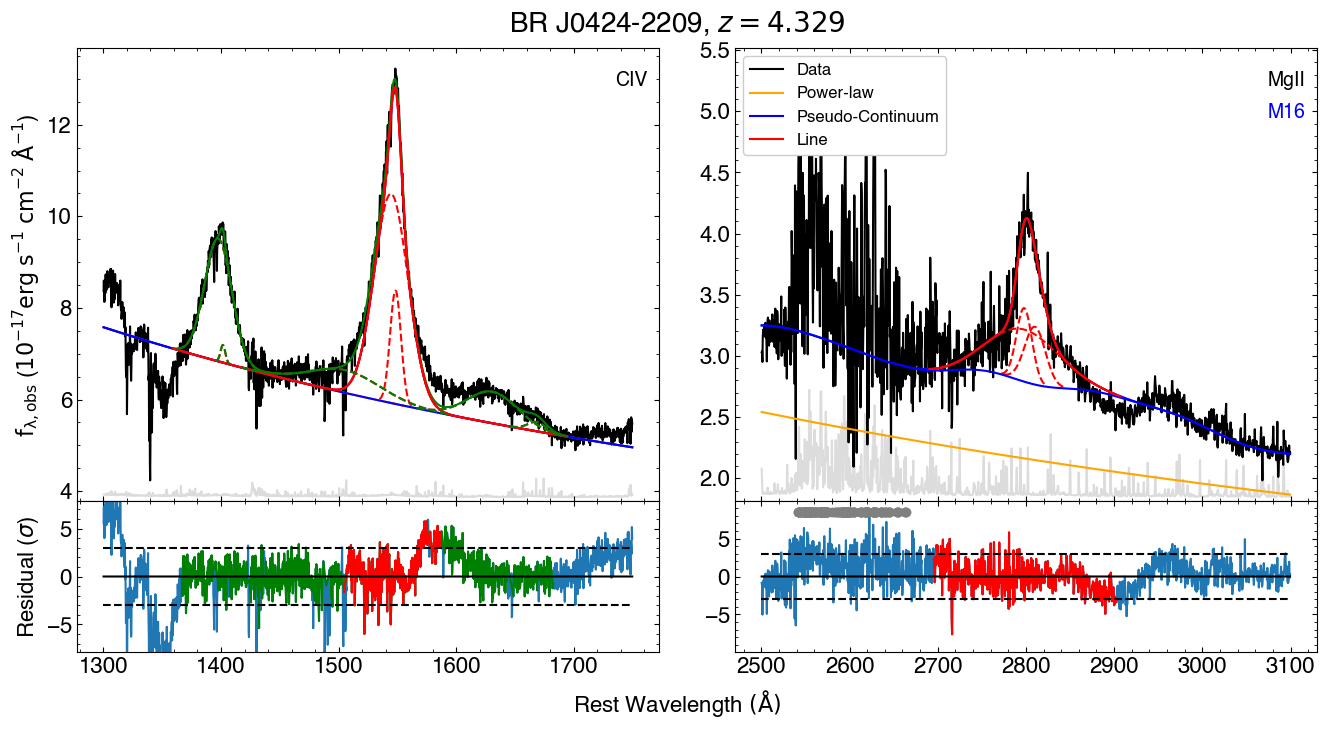 BR J0424-2209, z = 4.329
f_λ,obs (10⁻¹⁷erg s⁻¹ cm⁻² Å⁻¹)
12
10
8
6
4
CIV
5.5
5.0
4.5
4.0
3.5
3.0
2.5
2.0
Data
Power-law
Pseudo-Continuum
Line
MgII
M16
Residual (σ)
5
0
−5
1300 1400 1500 1600 1700
5
0
−5
2500 2600 2700 2800 2900 3000 3100
Rest Wavelength (Å)